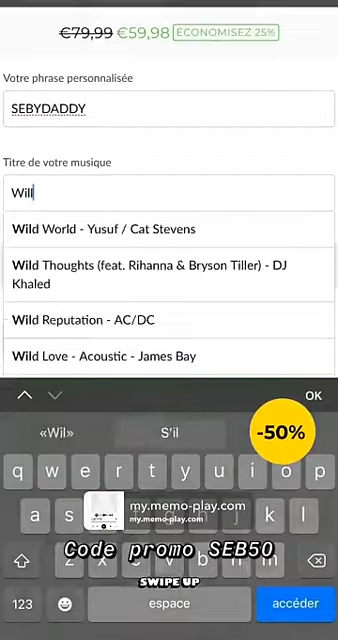 €79,99 €59,98 ÉCONOMISEZ 25%
Votre phrase personnalisée
SEBYDADDY
Titre de votre musique
Will
Wild World - Yusuf / Cat Stevens
Wild Thoughts (feat. Rihanna & Bryson Tiller) - DJ
Khaled
Wild Reputation - AC/DC
Wild Love - Acoustic - James Bay
OK
«Wil» S'il
-50%
q w e r t y u i o p
my.memo-play.com
my.memo-play.com
a s j k l
Code promo SEB50
z x c v b n
SWIPE UP
123 espace accéder